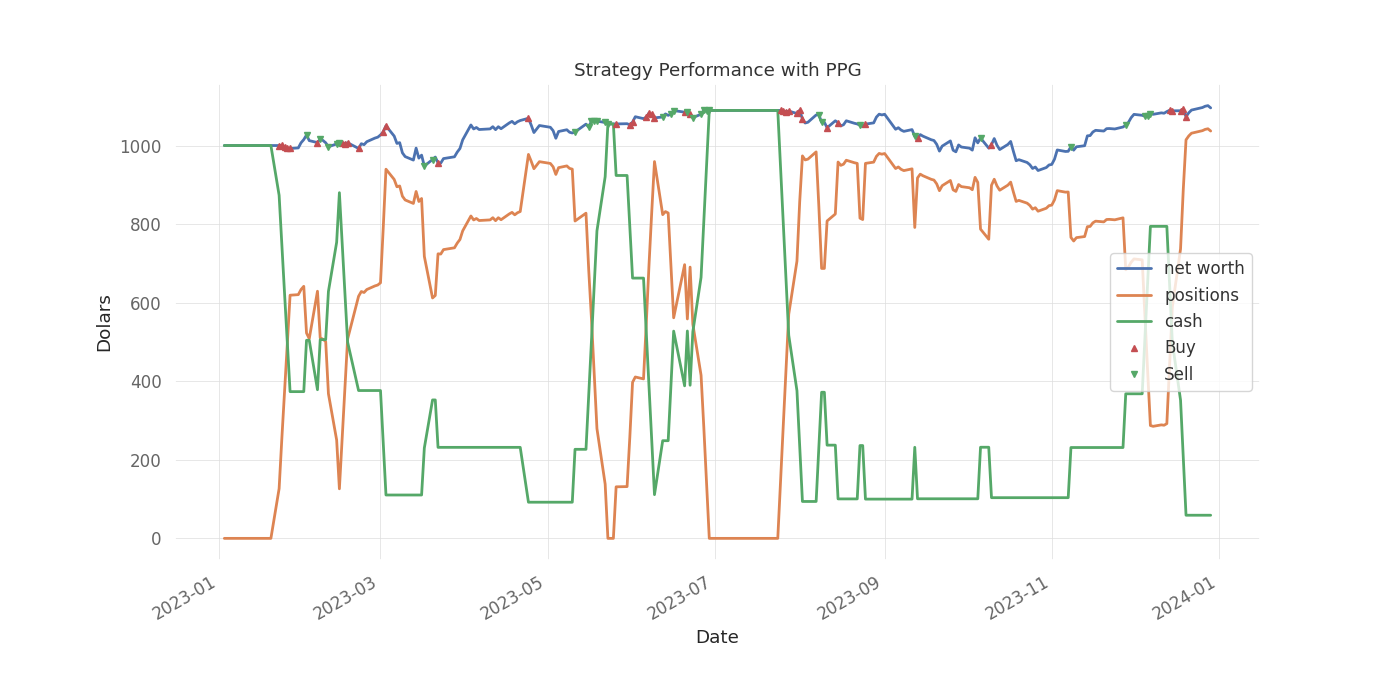 Strategy Performance with PPG
Dolars
1000
800
600
400
200
0
2023-01
2023-03
2023-05
2023-07
2023-09
2023-11
2024-01
Date
net worth
positions
cash
Buy
Sell